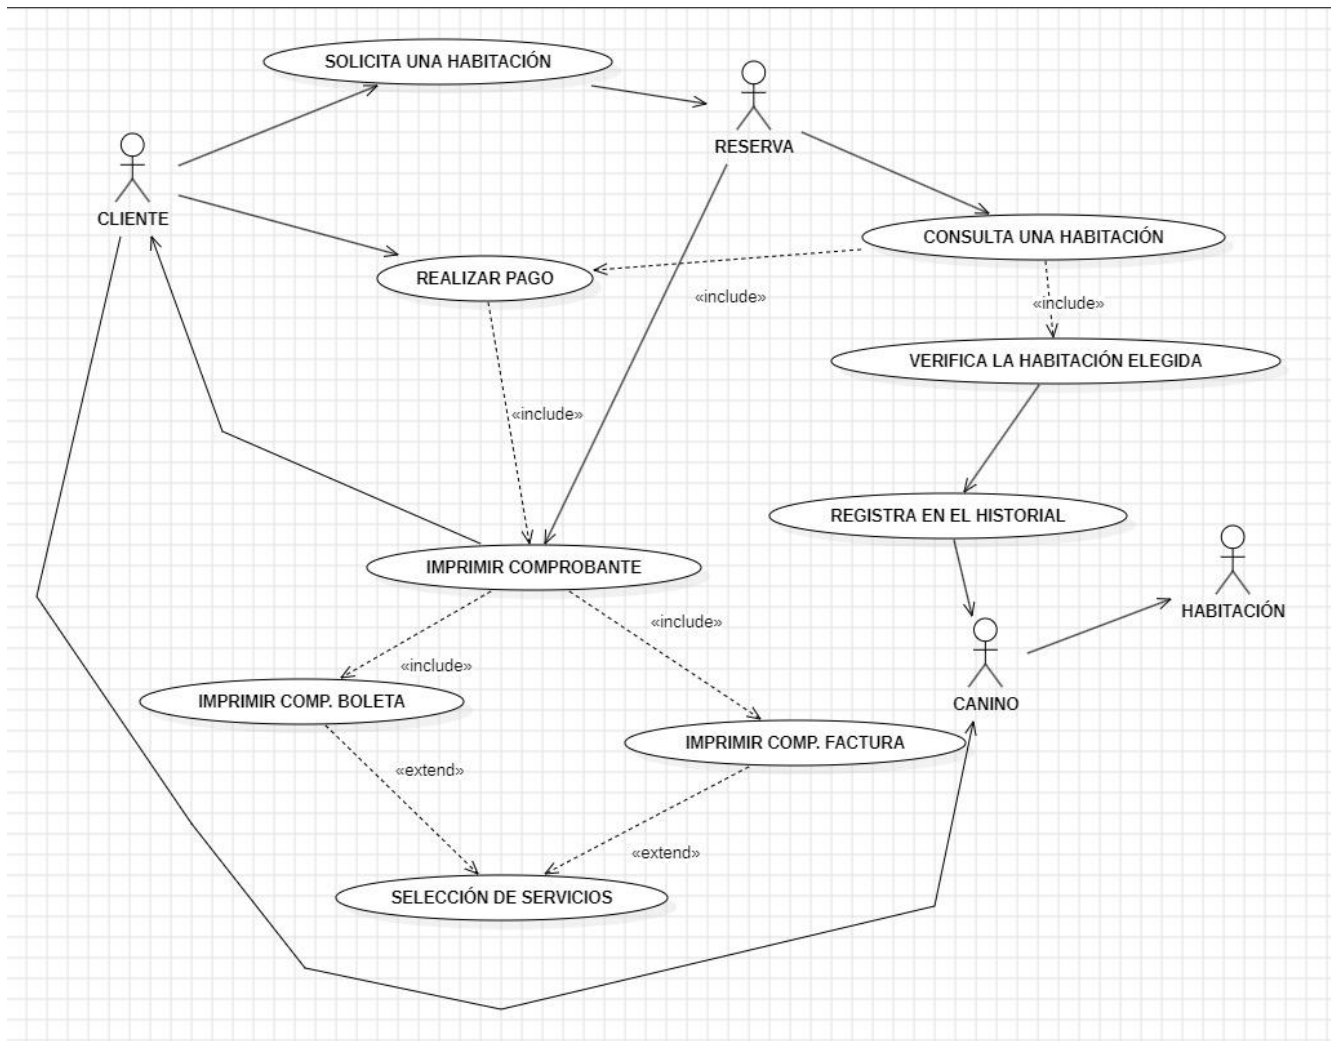 SOLICITA UNA HABITACIÓN
RESERVA
CLIENTE
CONSULTA UNA HABITACIÓN
REALIZAR PAGO
«include»
«include»
VERIFICA LA HABITACIÓN ELEGIDA
«include»
REGISTRA EN EL HISTORIAL
IMPRIMIR COMPROBANTE
HABITACIÓN
«include»
«include»
IMPRIMIR COMP. BOLETA
CANINO
IMPRIMIR COMP. FACTURA
«extend»
«extend»
SELECCIÓN DE SERVICIOS